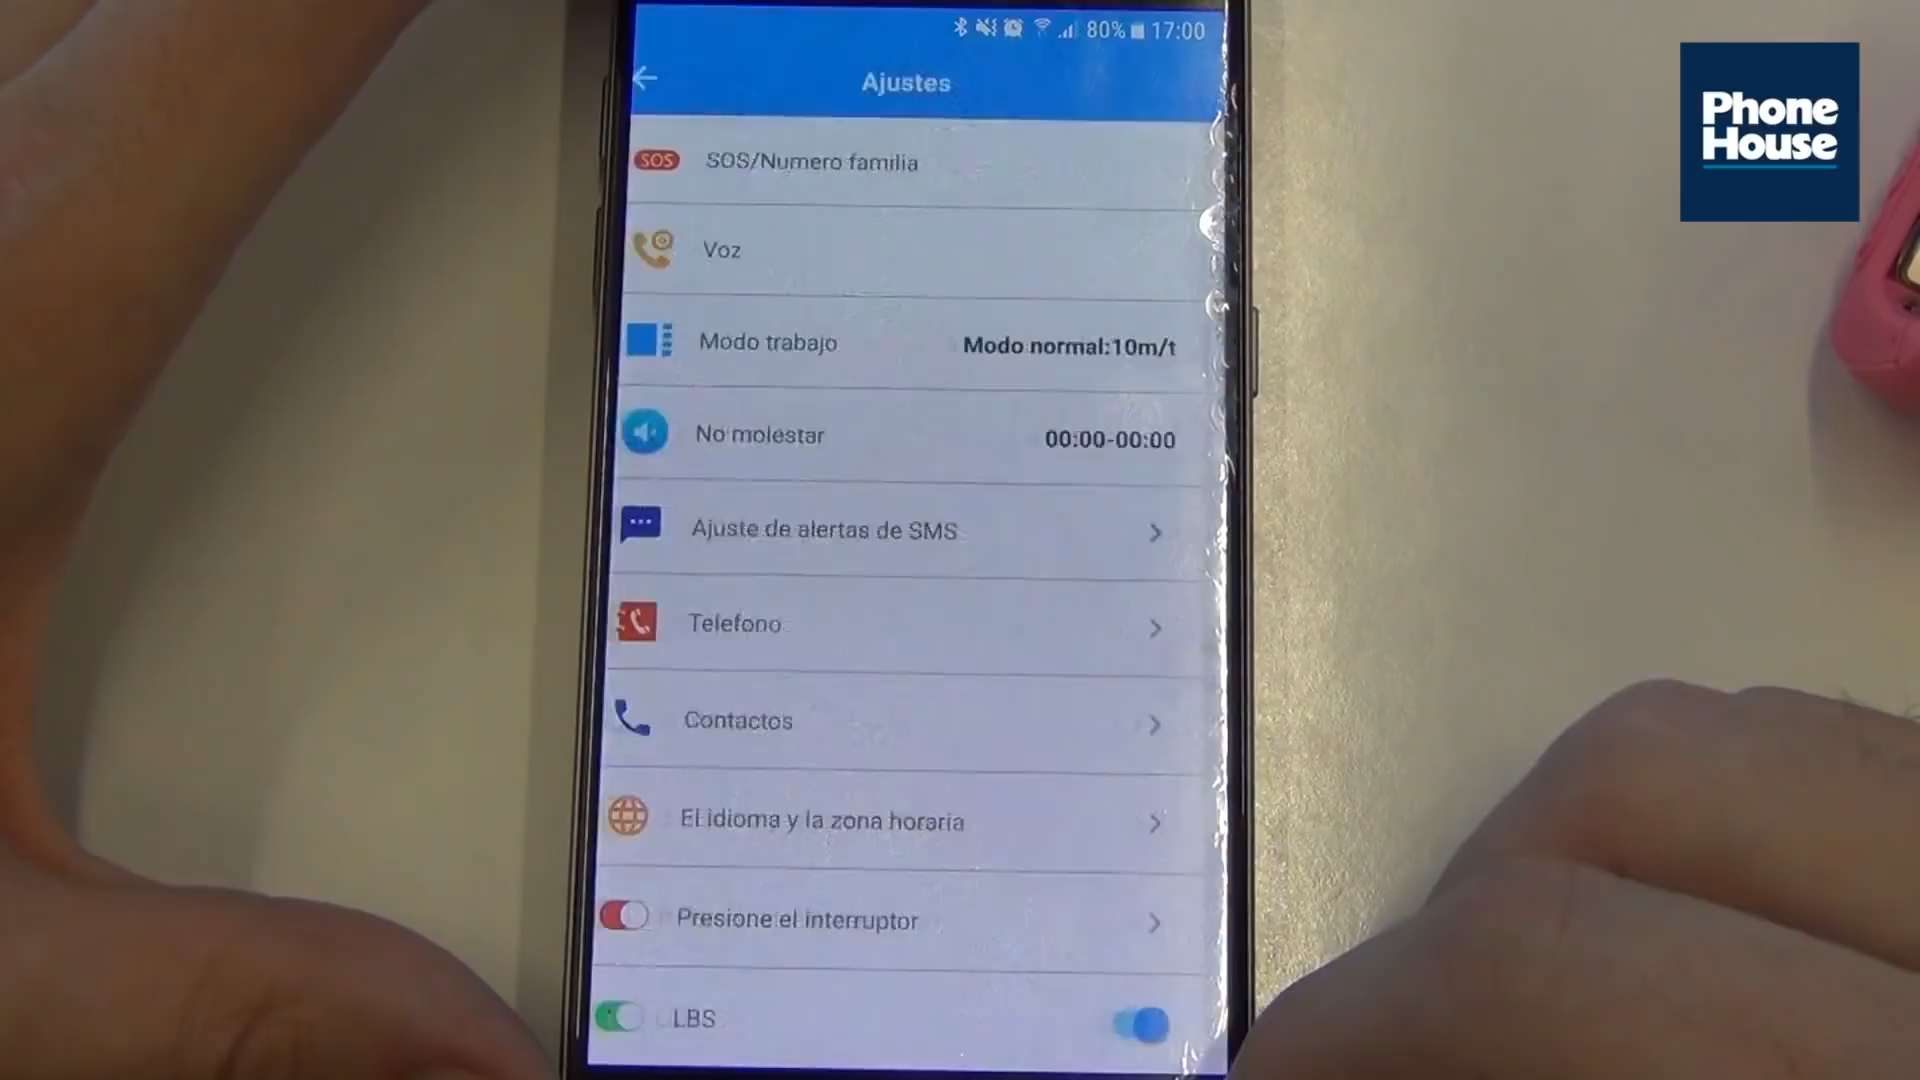 80% 17:00
Ajustes
SOS SOS/Numero familia
Voz
Modo trabajo Modo normal:10m/t
No molestar 00:00-00:00
Ajuste de alertas de SMS
Telefono
Contactos
El idioma y la zona horaria
Presione el interruptor
LBS
Phone
House